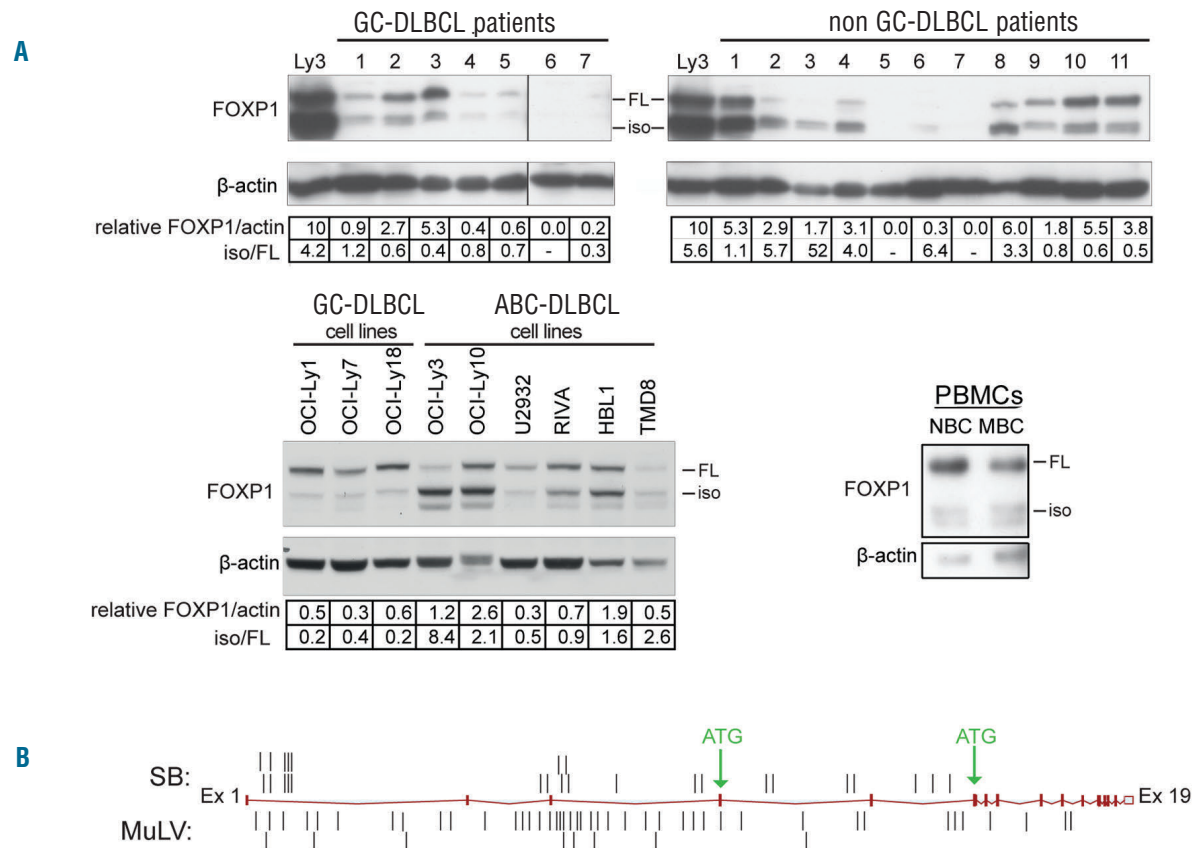 A
GC-DLBCL patients
non GC-DLBCL patients
Ly3 1 2 3 4 5 6 7
Ly3 1 2 3 4 5 6 7 8 9 10 11
FOXP1
FL
iso
β-actin
relative FOXP1/actin 10 0.9 2.7 5.3 0.4 0.6 0.0 0.2
iso/FL 4.2 1.2 0.6 0.4 0.8 0.7 - 0.3
10 5.3 2.9 1.7 3.1 0.0 0.3 0.0 6.0 1.8 5.5 3.8
5.6 1.1 5.7 52 4.0 - 6.4 - 3.3 0.8 0.6 0.5
GC-DLBCL
cell lines
ABC-DLBCL
cell lines
OCI-Ly1 OCI-Ly7 OCI-Ly18 OCI-Ly3 OCI-Ly10 U2932 RIVA HBL1 TMD8
FOXP1
FL
iso
β-actin
relative FOXP1/actin 0.5 0.3 0.6 1.2 2.6 0.3 0.7 1.9 0.5
iso/FL 0.2 0.4 0.2 8.4 2.1 0.5 0.9 1.6 2.6
PBMCs
NBC MBC
FOXP1
FL
iso
β-actin
B
ATG
ATG
SB:
Ex 1
Ex 19
MuLV: